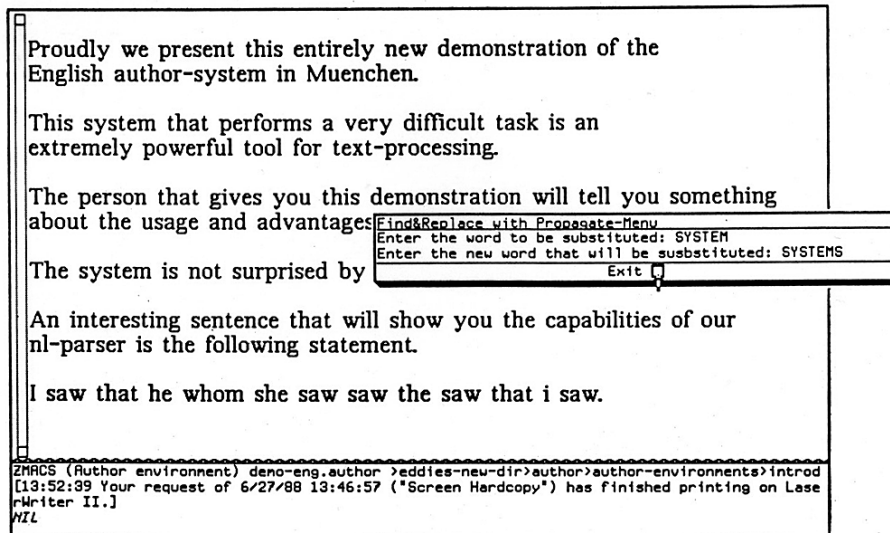 Proudly we present this entirely new demonstration of the
English author-system in Muenchen.
This system that performs a very difficult task is an
extremely powerful tool for text-processing.
The person that gives you this demonstration will tell you something
about the usage and advantages
Find&Replace with Propagate-Menu
Enter the word to be substituted: SYSTEM
Enter the new word that will be susbstituted: SYSTEMS
Exit
The system is not surprised by
An interesting sentence that will show you the capabilities of our
nl-parser is the following statement.
I saw that he whom she saw saw the saw that i saw.
ZMACS (Author environment) demo-eng.author >eddies-new-dir>author>author-environments>introd
[13:52:39 Your request of 6/27/88 13:46:57 ("Screen Hardcopy") has finished printing on Lase
rWriter II.]
NIL